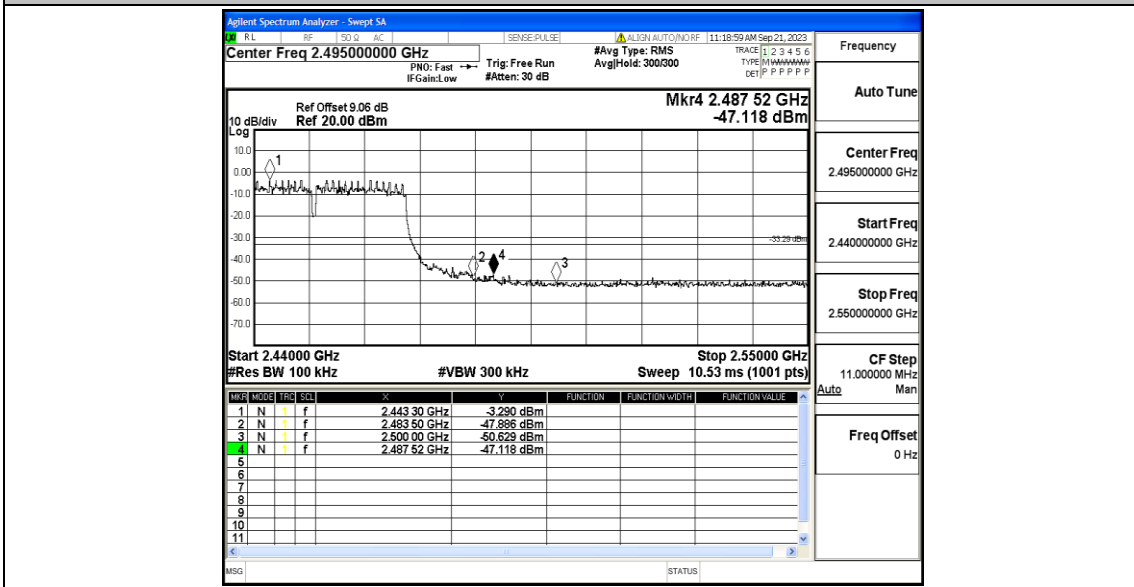 Agilent Spectrum Analyzer - Swept SA
RL RF 50 Ω AC SENSE:PULSE ALIGN AUTO/NO RF 11:18:59 AM Sep 21, 2023
Center Freq 2.495000000 GHz
PNO: Fast
IFGain:Low
Trig: Free Run
#Atten: 30 dB
#Avg Type: RMS
Avg|Hold: 300/300
TRACE 1 2 3 4 5 6
TYPE M
DET P P P P P P
Ref Offset 9.06 dB
10 dB/div Ref 20.00 dBm
Log
Mkr4 2.487 52 GHz
-47.118 dBm
10.0
0.00
-10.0
-20.0
-30.0
-40.0
-50.0
-60.0
-70.0
1
2
4
3
-33.29 dBm
Start 2.44000 GHz Stop 2.55000 GHz
#Res BW 100 kHz #VBW 300 kHz Sweep 10.53 ms (1001 pts)
MKR MODE TRC SCL X Y FUNCTION FUNCTION WIDTH FUNCTION VALUE
1 N 1 f 2.443 30 GHz -3.290 dBm
2 N 1 f 2.483 50 GHz -47.886 dBm
3 N 1 f 2.500 00 GHz -50.629 dBm
4 N 1 f 2.487 52 GHz -47.118 dBm
5
6
7
8
9
10
11
MSG STATUS
Frequency
Auto Tune
Center Freq
2.495000000 GHz
Start Freq
2.440000000 GHz
Stop Freq
2.550000000 GHz
CF Step
11.000000 MHz
Auto Man
Freq Offset
0 Hz